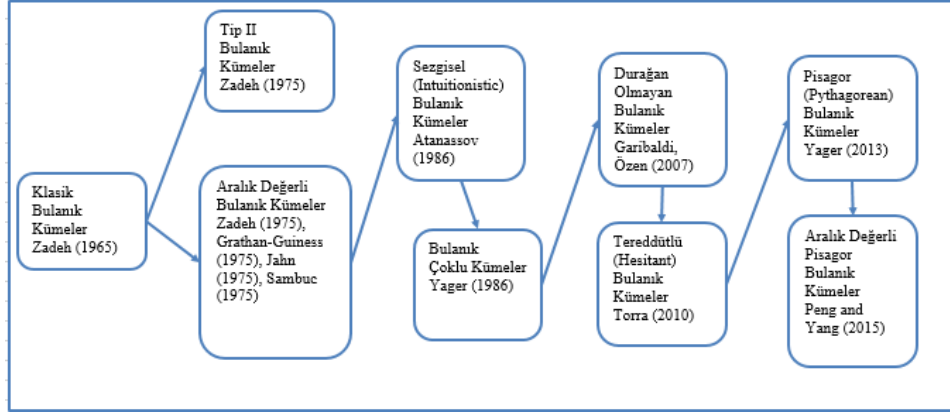 Klasik
Bulanık
Kümeler
Zadeh (1965)
Tip II
Bulanık
Kümeler
Zadeh (1975)
Aralık Değerli
Bulanık Kümeler
Zadeh (1975),
Grathan-Guiness
(1975), Jahn
(1975), Sambuc
(1975)
Sezgisel
(Intuitionistic)
Bulanık
Kümeler
Atanassov
(1986)
Bulanık
Çoklu Kümeler
Yager (1986)
Durağan
Olmayan
Bulanık
Kümeler
Garibaldi,
Özen (2007)
Tereddütlü
(Hesitant)
Bulanık
Kümeler
Torra (2010)
Pisagor
(Pythagorean)
Bulanık
Kümeler
Yager (2013)
Aralık Değerli
Pisagor
Bulanık
Kümeler
Peng and
Yang (2015)